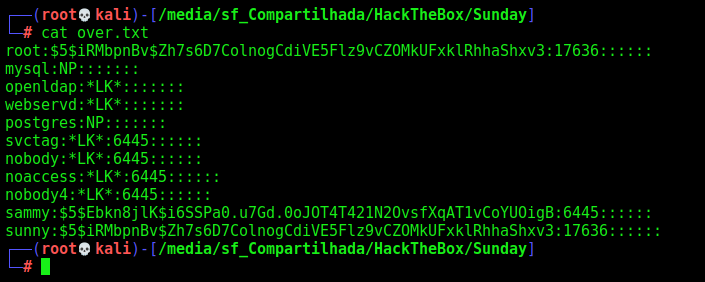 ┌──(root💀kali)-[/media/sf_Compartilhada/HackTheBox/Sunday]
└─# cat over.txt
root:$5$iRMbpnBv$Zh7s6D7ColnogCdiVE5Flz9vCZOMkUFxklRhhaShxv3:17636::::::
mysql:NP:::::::
openldap:*LK*:::::::
webservd:*LK*:::::::
postgres:NP:::::::
svctag:*LK*:6445::::::
nobody:*LK*:6445::::::
noaccess:*LK*:6445::::::
nobody4:*LK*:6445::::::
sammy:$5$Ebkn8jlK$i6SSPa0.u7Gd.0oJOT4T421N2OvsfXqAT1vCoYUOigB:6445::::::
sunny:$5$iRMbpnBv$Zh7s6D7ColnogCdiVE5Flz9vCZOMkUFxklRhhaShxv3:17636::::::
┌──(root💀kali)-[/media/sf_Compartilhada/HackTheBox/Sunday]
└─#